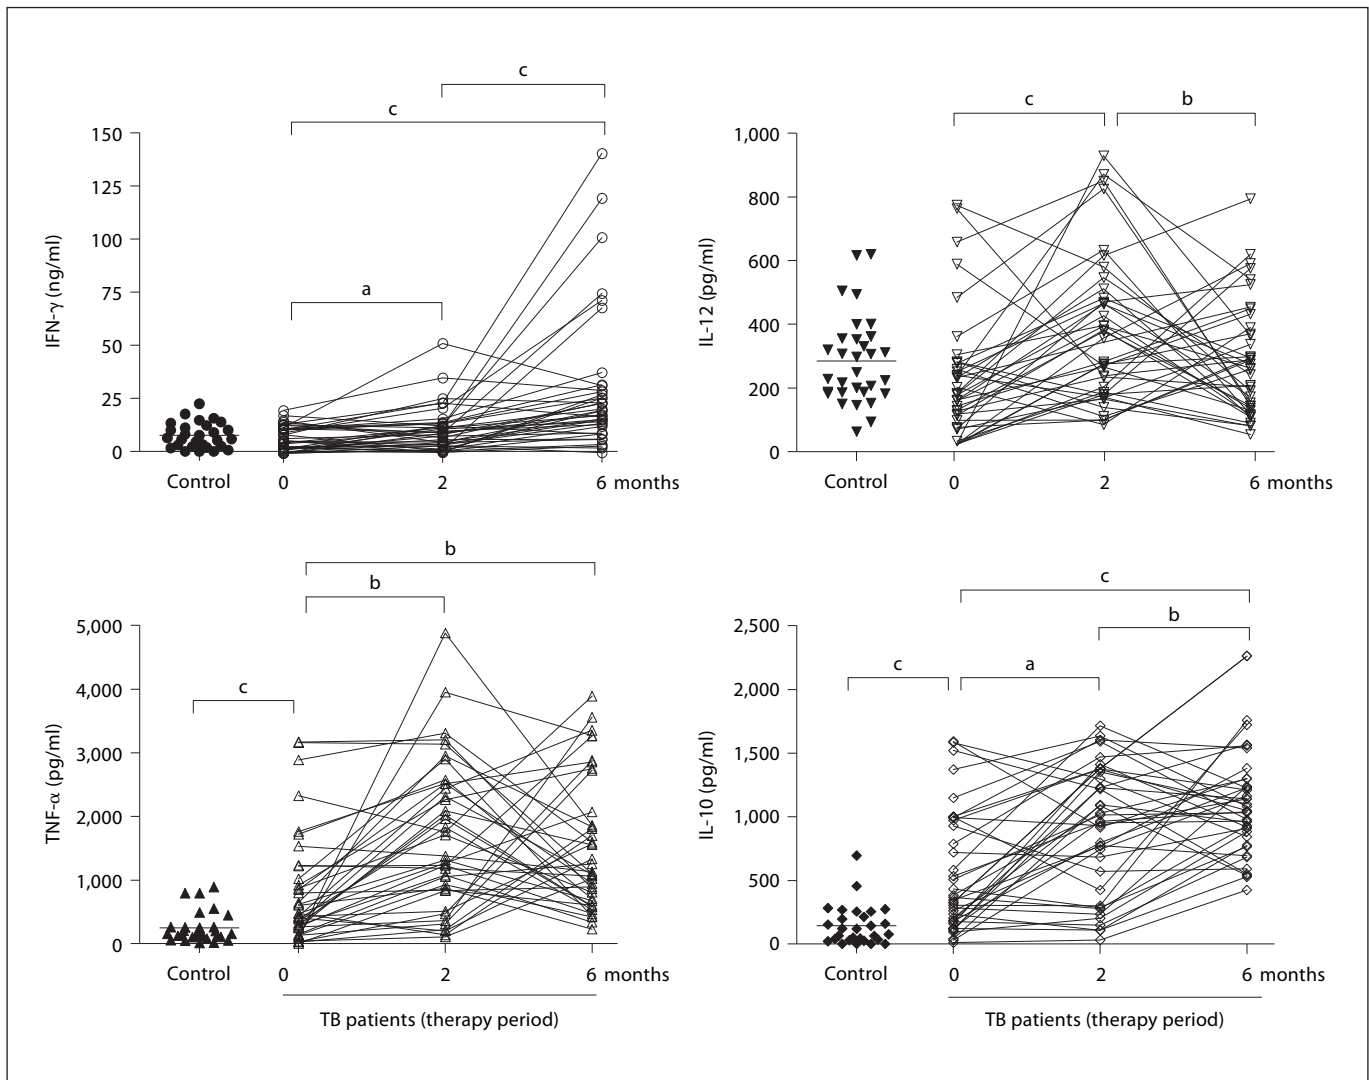 c
c
150
125
100
75
50
25
0
IFN-γ (ng/ml)
a
Control
0
2
6 months
c
b
1,000
800
600
400
200
0
IL-12 (pg/ml)
Control
0
2
6 months
b
b
c
5,000
4,000
3,000
2,000
1,000
0
TNF-α (pg/ml)
Control
0
2
6 months
TB patients (therapy period)
c
b
c
a
2,500
2,000
1,500
1,000
500
0
IL-10 (pg/ml)
Control
0
2
6 months
TB patients (therapy period)